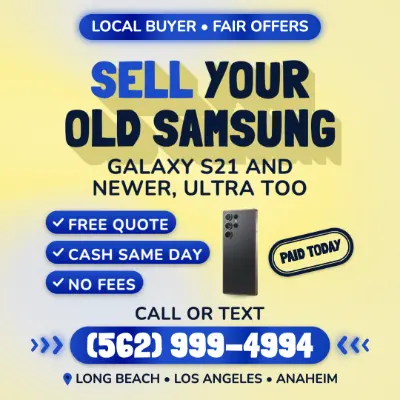 LOCAL BUYER • FAIR OFFERS
SELL YOUR
OLD SAMSUNG
GALAXY S21 AND
NEWER, ULTRA TOO
FREE QUOTE
CASH SAME DAY
NO FEES
PAID TODAY
CALL OR TEXT
(562) 999-4994
LONG BEACH • LOS ANGELES • ANAHEIM